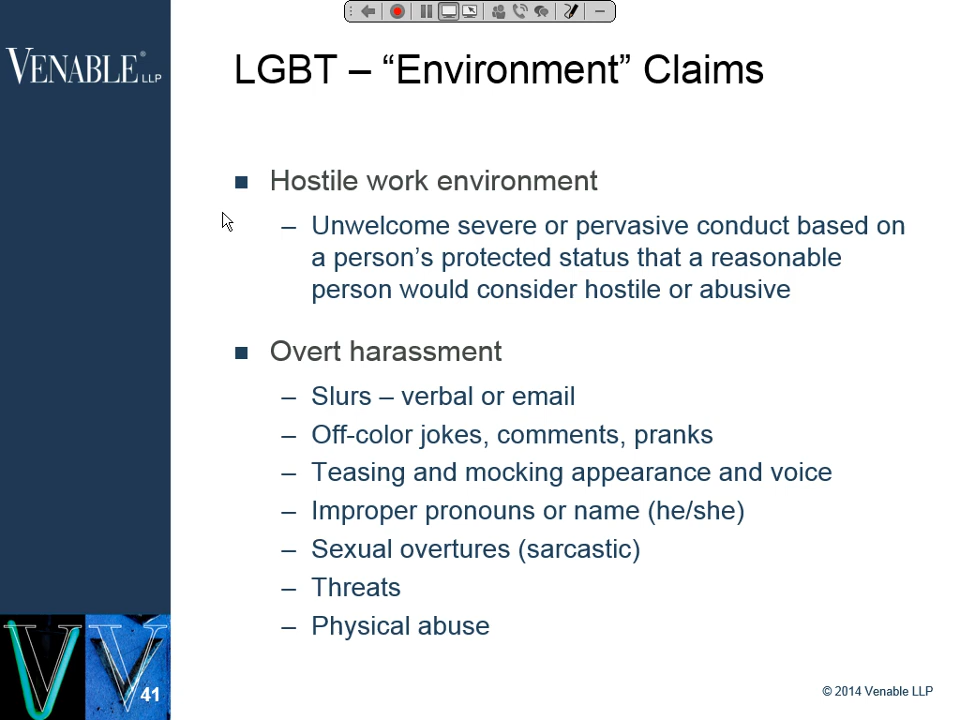 VENABLE® LLP
LGBT – “Environment” Claims
■ Hostile work environment
– Unwelcome severe or pervasive conduct based on
a person’s protected status that a reasonable
person would consider hostile or abusive
■ Overt harassment
– Slurs – verbal or email
– Off-color jokes, comments, pranks
– Teasing and mocking appearance and voice
– Improper pronouns or name (he/she)
– Sexual overtures (sarcastic)
– Threats
– Physical abuse
V V
41
© 2014 Venable LLP